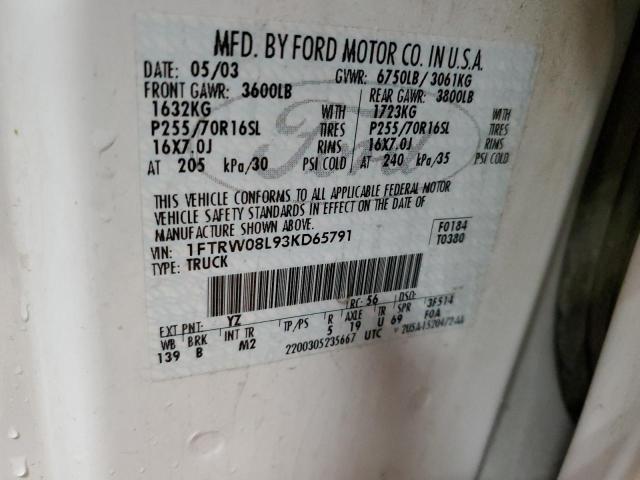 MFD. BY FORD MOTOR CO. IN U.S.A.
DATE: 05/03 GVWR: 6750LB/ 3061KG
FRONT GAWR: 3600LB REAR GAWR: 3800LB
1632KG WITH 1723KG WITH
P255/70R16SL TIRES P255/70R16SL TIRES
16X7.0J RIMS 16X7.0J RIMS
AT 205 kPa/30 PSI COLD AT 240 kPa/35 PSI COLD
Ford
THIS VEHICLE CONFORMS TO ALL APPLICABLE FEDERAL MOTOR
VEHICLE SAFETY STANDARDS IN EFFECT ON THE DATE OF
MANUFACTURE SHOWN ABOVE.
VIN: 1FTRW08L93KD65791 F0184
TYPE: TRUCK T0380
EXT PNT: YZ RC: 56 DSO: 3F514
WB BRK INT TR TP/PS R AXLE TR SPR F0A
139 B M2 5 19 U 69
2200305235667 UTC